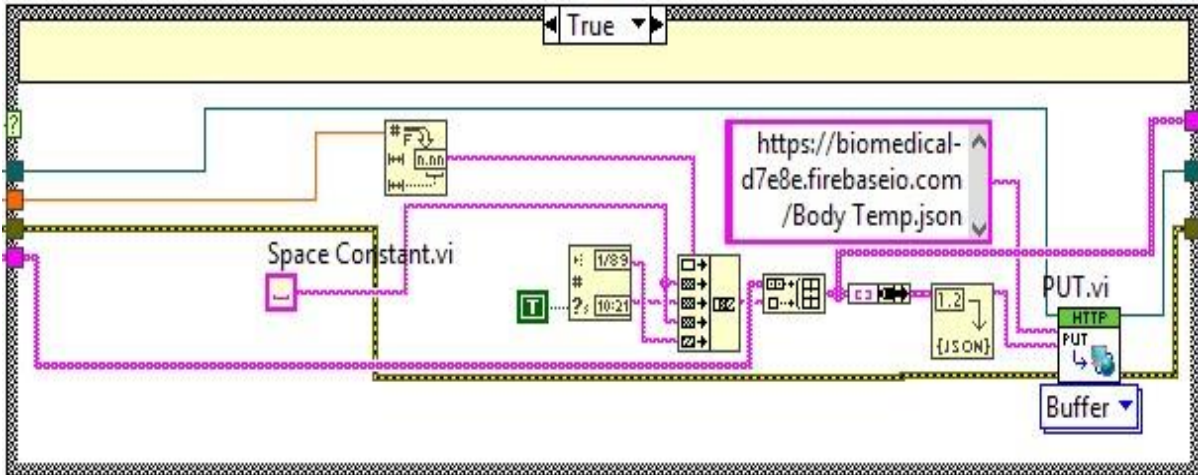 True
?
#
F
n.nn
https://biomedical-
d7e8e.firebaseio.com
/Body Temp.json
Space Constant.vi
1/89
#
?
10:21
T
1.2
{JSON}
PUT.vi
HTTP
PUT
Buffer